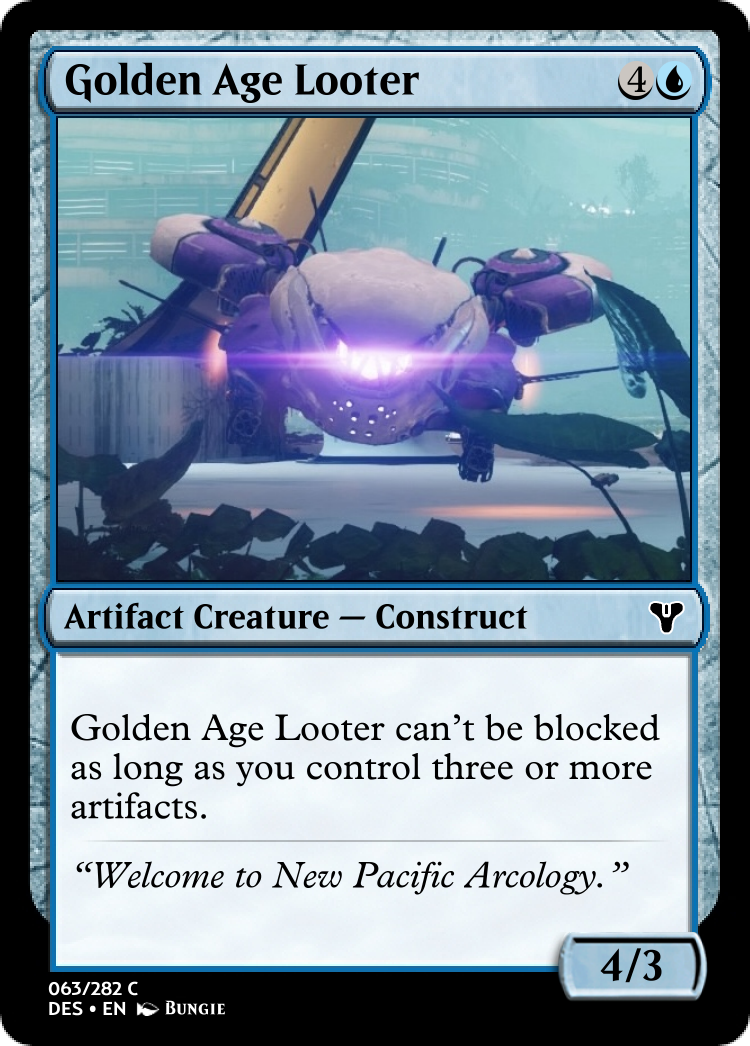 Golden Age Looter 4
Artifact Creature — Construct
Golden Age Looter can't be blocked
as long as you control three or more
artifacts.
“Welcome to New Pacific Arcology.”
4/3
063/282 C
DES • EN Bungie